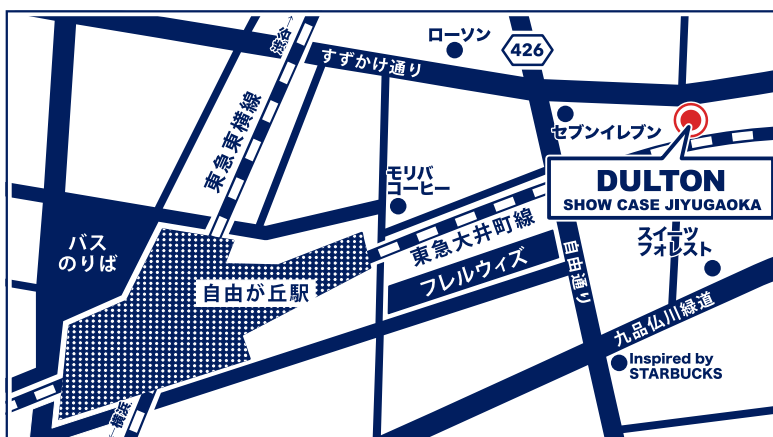 ローソン
426
渋谷→
すずかけ通り
東急東横線
セブンイレブン
モリバ
コーヒー
DULTON
SHOW CASE JIYUGAOKA
バス
のりば
東急大井町線
スイーツ
フォレスト
自由が丘駅
フレルウィズ
自由通り
九品仏川緑道
Inspired by
STARBUCKS
←横浜